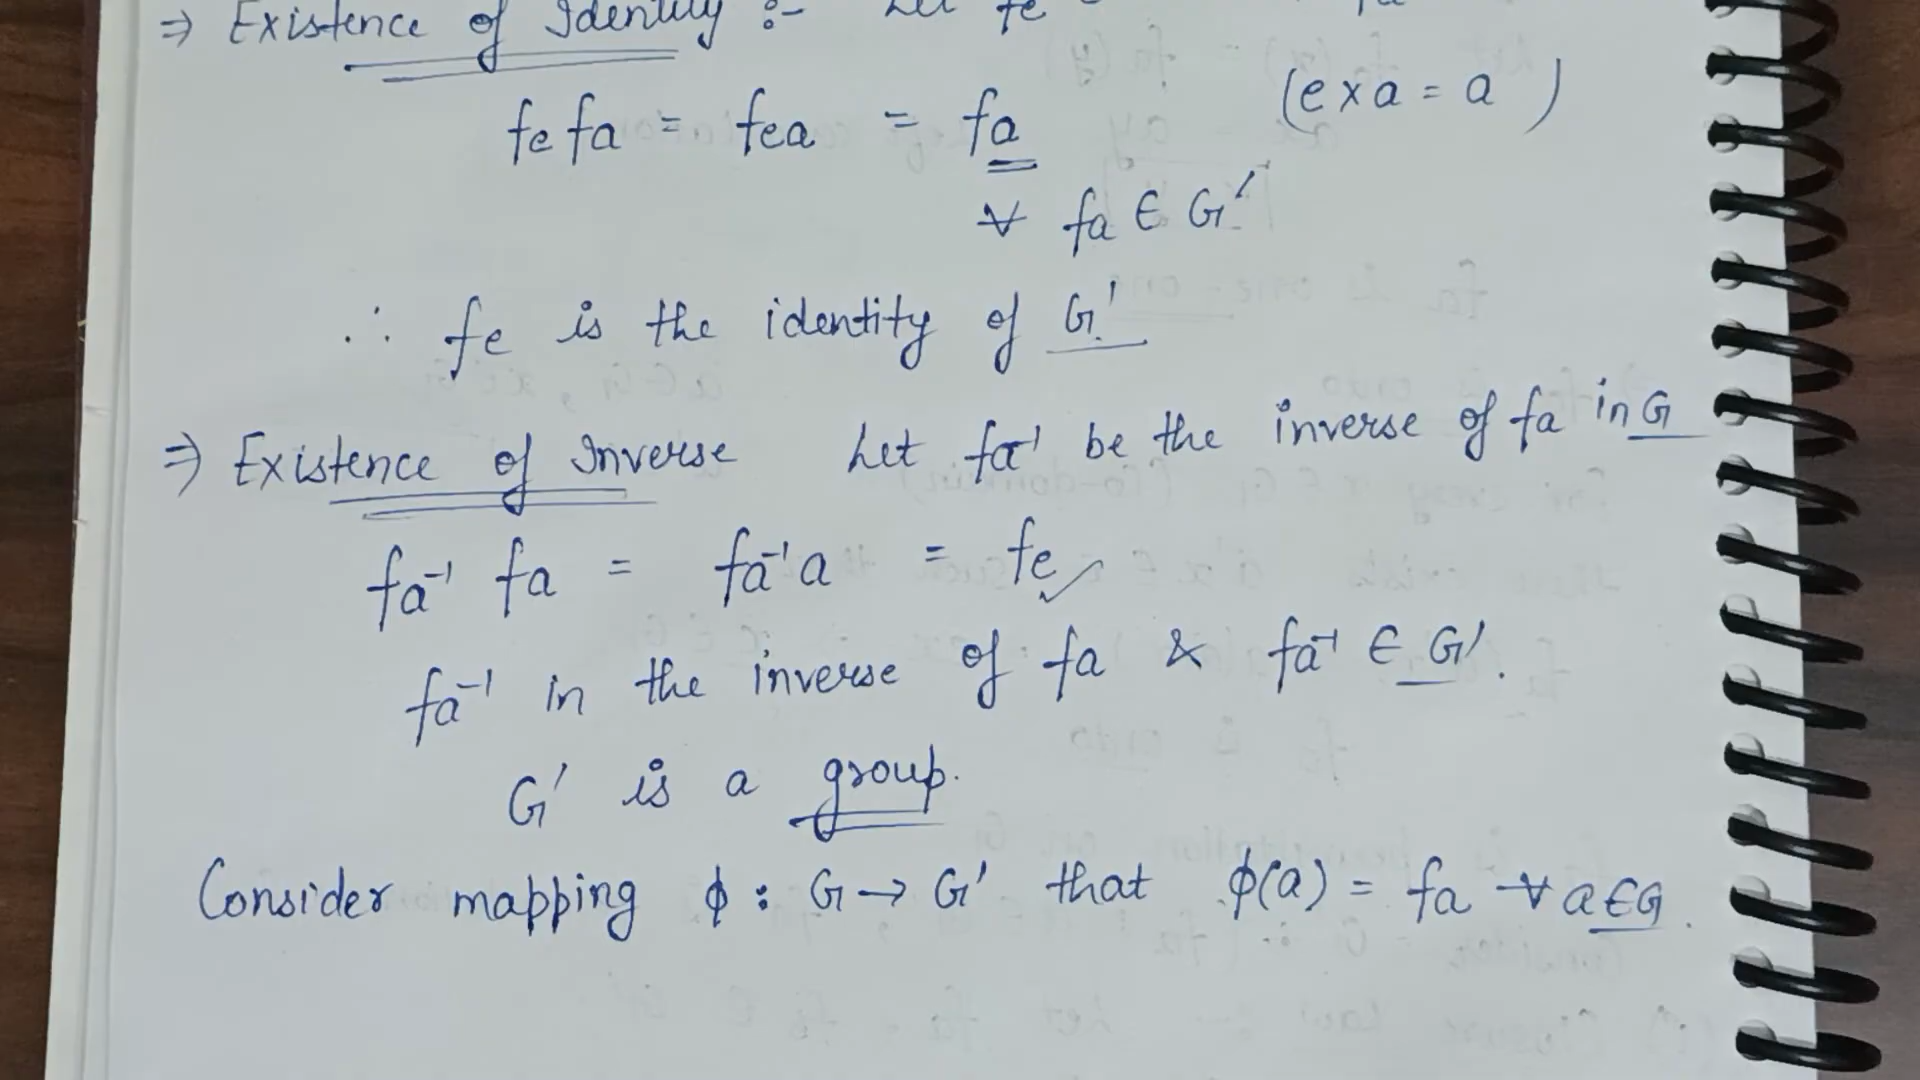 ⇒ Existence of Identity :- Let fe
fe fa = fea = fa (e x a = a)
∀ fa ∈ G'
∴ fe is the identity of G'.
⇒ Existence of Inverse Let fa⁻¹ be the inverse of fa in G
fa⁻¹ fa = fa⁻¹a = fe
fa⁻¹ in the inverse of fa & fa⁻¹ ∈ G'.
G' is a group.
Consider mapping ϕ : G → G' that ϕ(a) = fa ∀ a ∈ G.